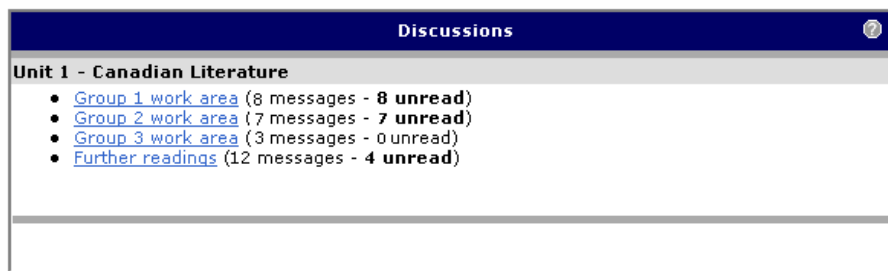 Discussions
Unit 1 - Canadian Literature
Group 1 work area (8 messages - 8 unread)
Group 2 work area (7 messages - 7 unread)
Group 3 work area (3 messages - 0 unread)
Further readings (12 messages - 4 unread)